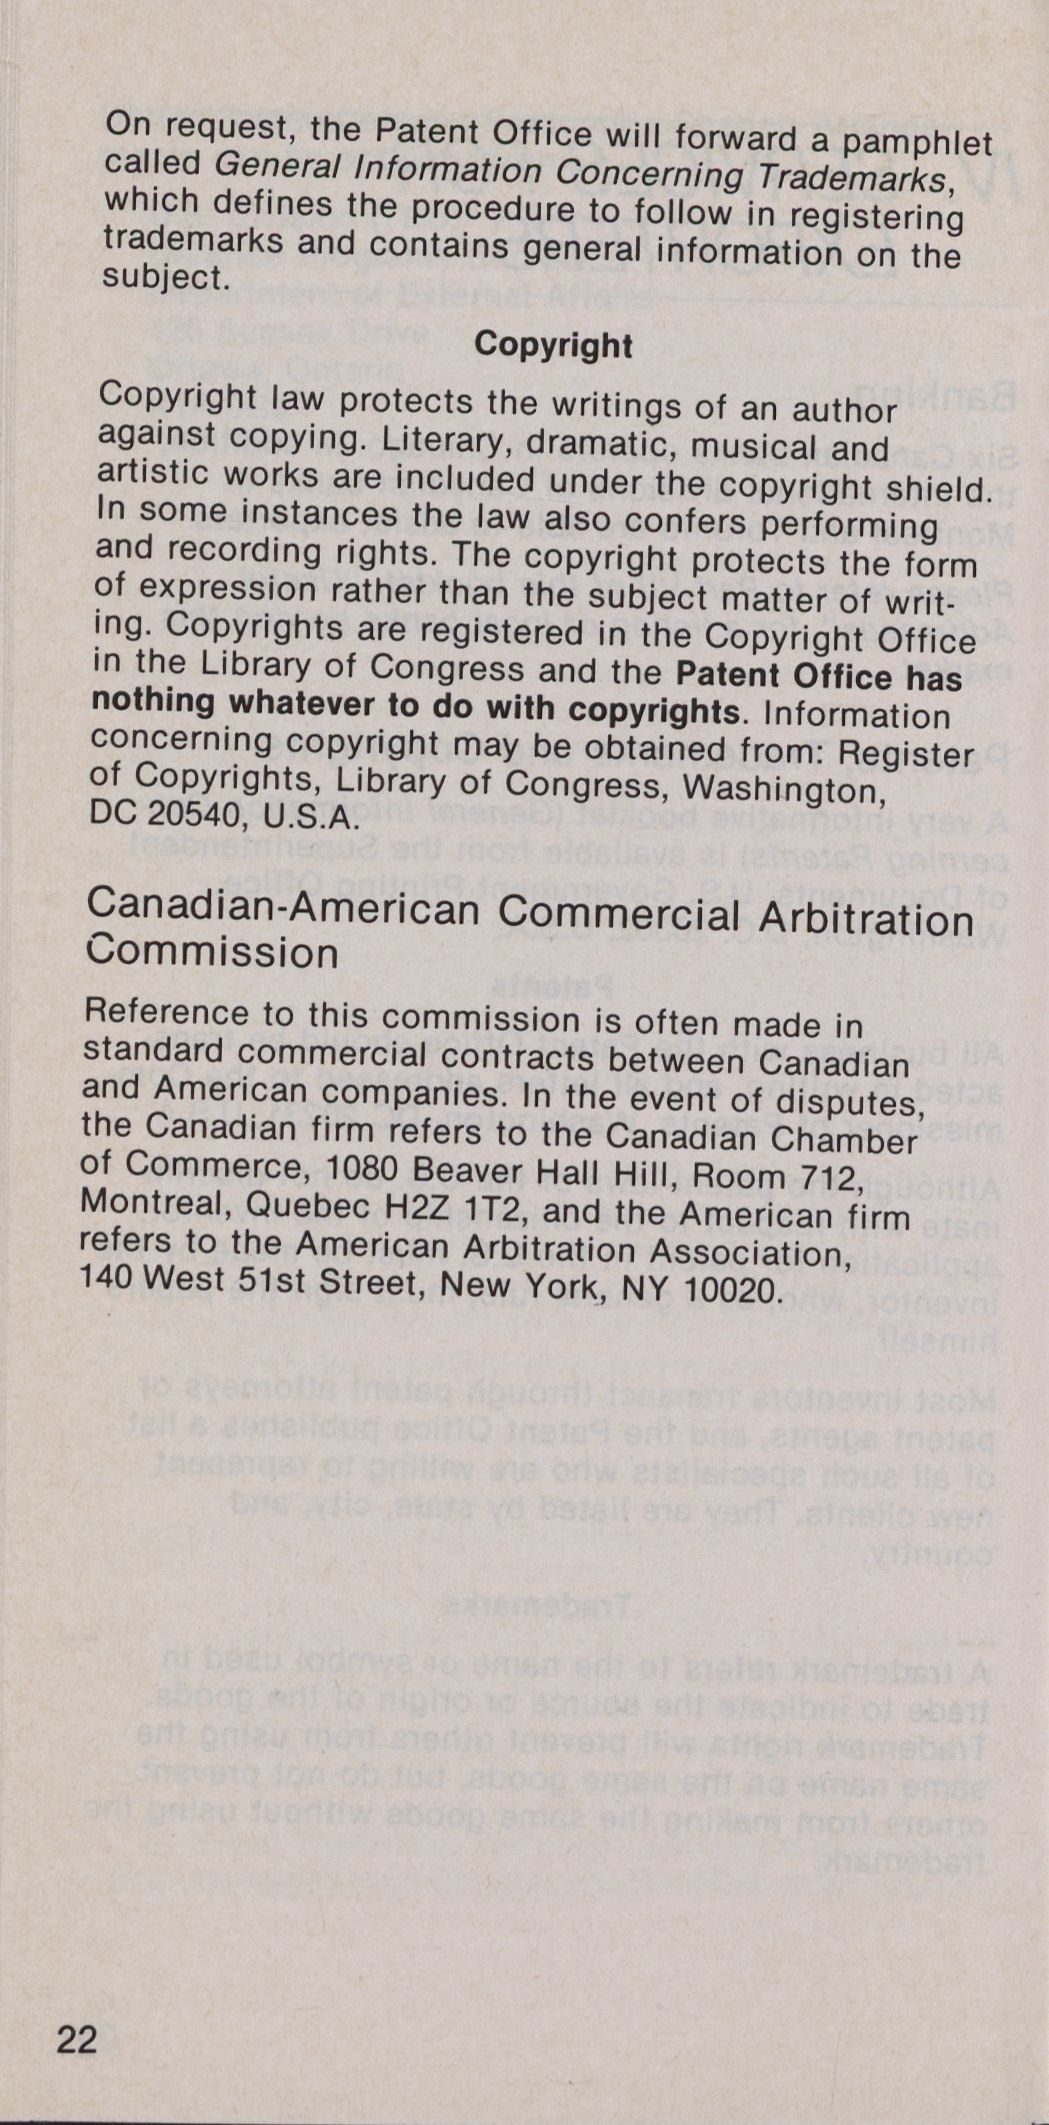 On request, the Patent Office will forward a pamphlet
called General Information Concerning Trademarks,
which defines the procedure to follow in registering
trademarks and contains general information on the
subject.
Copyright
Copyright law protects the writings of an author
against copying. Literary, dramatic, musical and
artistic works are included under the copyright shield.
In some instances the law also confers performing
and recording rights. The copyright protects the form
of expression rather than the subject matter of writ-
ing. Copyrights are registered in the Copyright Office
in the Library of Congress and the Patent Office has
nothing whatever to do with copyrights. Information
concerning copyright may be obtained from: Register
of Copyrights, Library of Congress, Washington,
DC 20540, U.S.A.
Canadian-American Commercial Arbitration
Commission
Reference to this commission is often made in
standard commercial contracts between Canadian
and American companies. In the event of disputes,
the Canadian firm refers to the Canadian Chamber
of Commerce, 1080 Beaver Hall Hill, Room 712,
Montreal, Quebec H2Z 1T2, and the American firm
refers to the American Arbitration Association,
140 West 51st Street, New York, NY 10020.
22